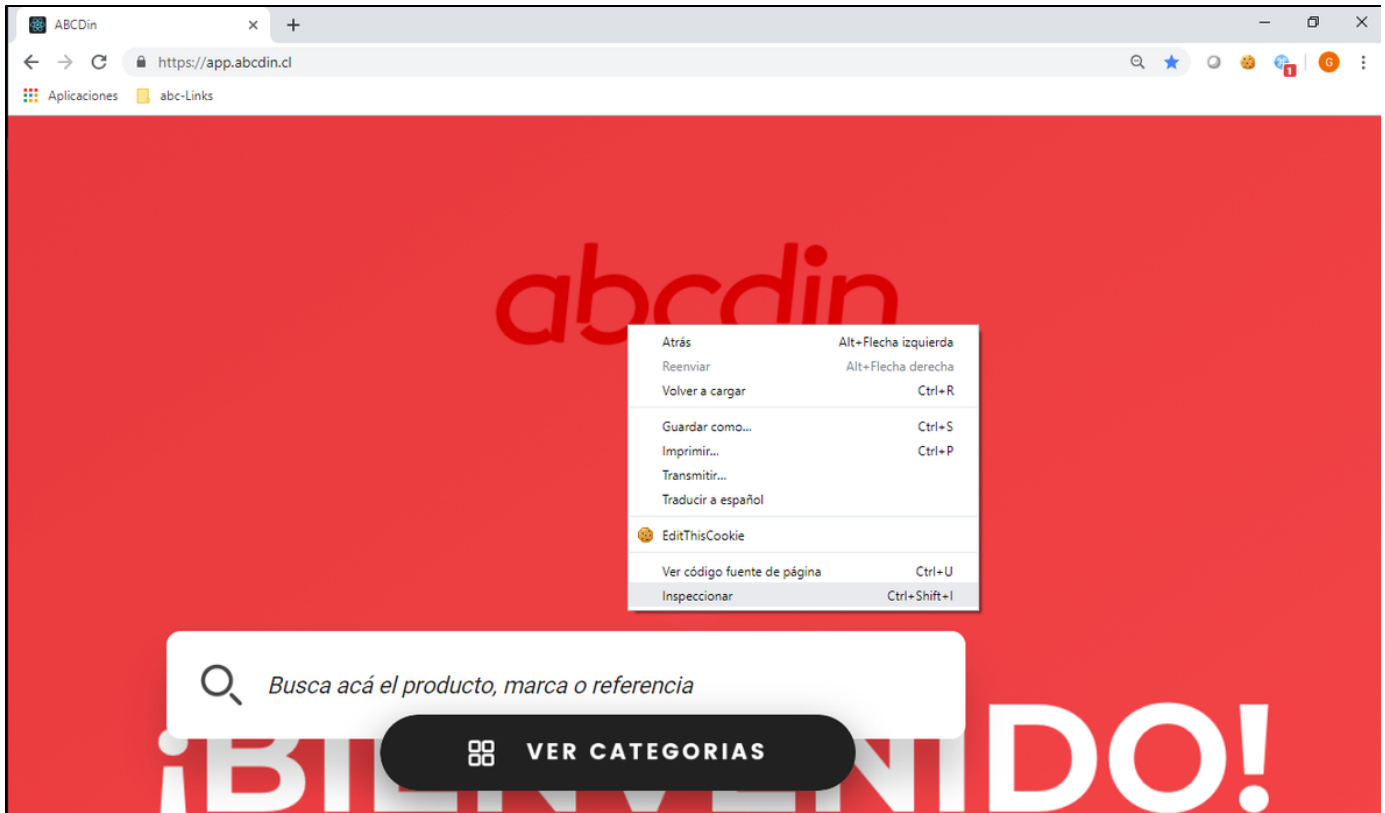 ABCDin
https://app.abcdin.cl
1
G
Aplicaciones abc-Links
abcdin
Atrás Alt+Flecha izquierda
Reenviar Alt+Flecha derecha
Volver a cargar Ctrl+R
Guardar como... Ctrl+S
Imprimir... Ctrl+P
Transmitir...
Traducir a español
EditThisCookie
Ver código fuente de página Ctrl+U
Inspeccionar Ctrl+Shift+I
Busca acá el producto, marca o referencia
VER CATEGORIAS
¡BIENVENIDO!